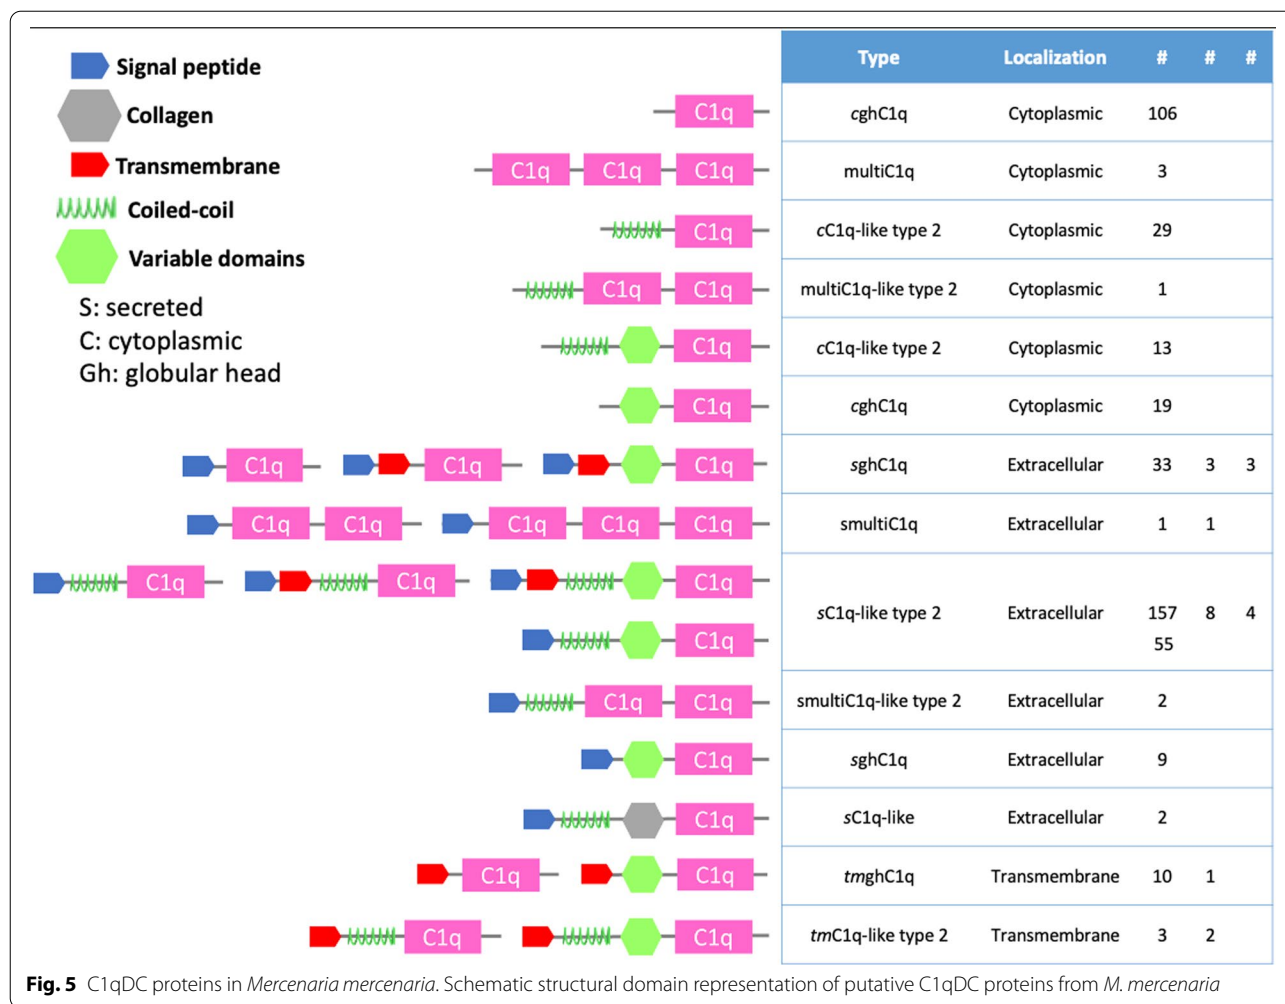 Signal peptide
Collagen
Transmembrane
Coiled-coil
Variable domains
S: secreted
C: cytoplasmic
Gh: globular head
Type Localization # # #
C1q cghC1q Cytoplasmic 106
C1q C1q C1q multiC1q Cytoplasmic 3
C1q cC1q-like type 2 Cytoplasmic 29
C1q C1q multiC1q-like type 2 Cytoplasmic 1
C1q cC1q-like type 2 Cytoplasmic 13
C1q cghC1q Cytoplasmic 19
C1q C1q C1q sghC1q Extracellular 33 3 3
C1q C1q C1q C1q C1q smultiC1q Extracellular 1 1
C1q C1q C1q
sC1q-like type 2 Extracellular 157 8 4
C1q 55
C1q C1q smultiC1q-like type 2 Extracellular 2
C1q sghC1q Extracellular 9
C1q sC1q-like Extracellular 2
C1q C1q tmghC1q Transmembrane 10 1
C1q C1q tmC1q-like type 2 Transmembrane 3 2
Fig. 5 C1qDC proteins in Mercenaria mercenaria. Schematic structural domain representation of putative C1qDC proteins from M. mercenaria